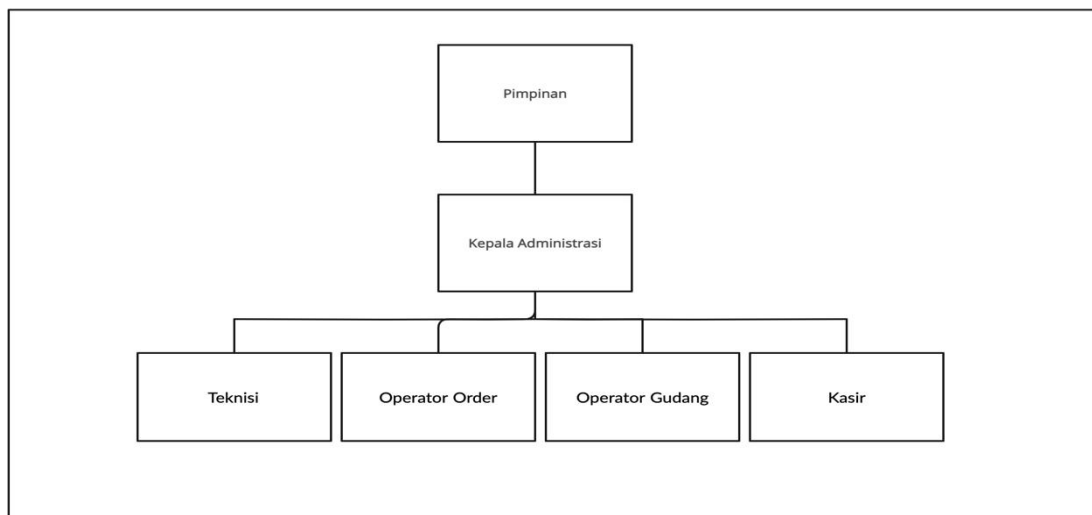 Pimpinan
Kepala Administrasi
Teknisi
Operator Order
Operator Gudang
Kasir